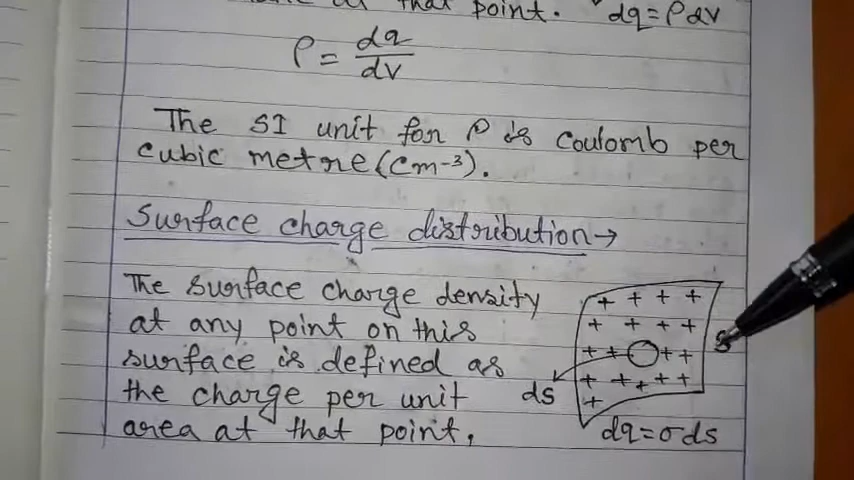 that point. dq = ρdv
ρ = dq/dv
The SI unit for ρ is Coulomb per
cubic metre (Cm-³).
Surface charge distribution→
The surface charge density
at any point on this
surface is defined as
the charge per unit
area at that point.
+ + + +
+ + + +
+ + + +
+ + + + +
+
S
ds
dq = σ ds